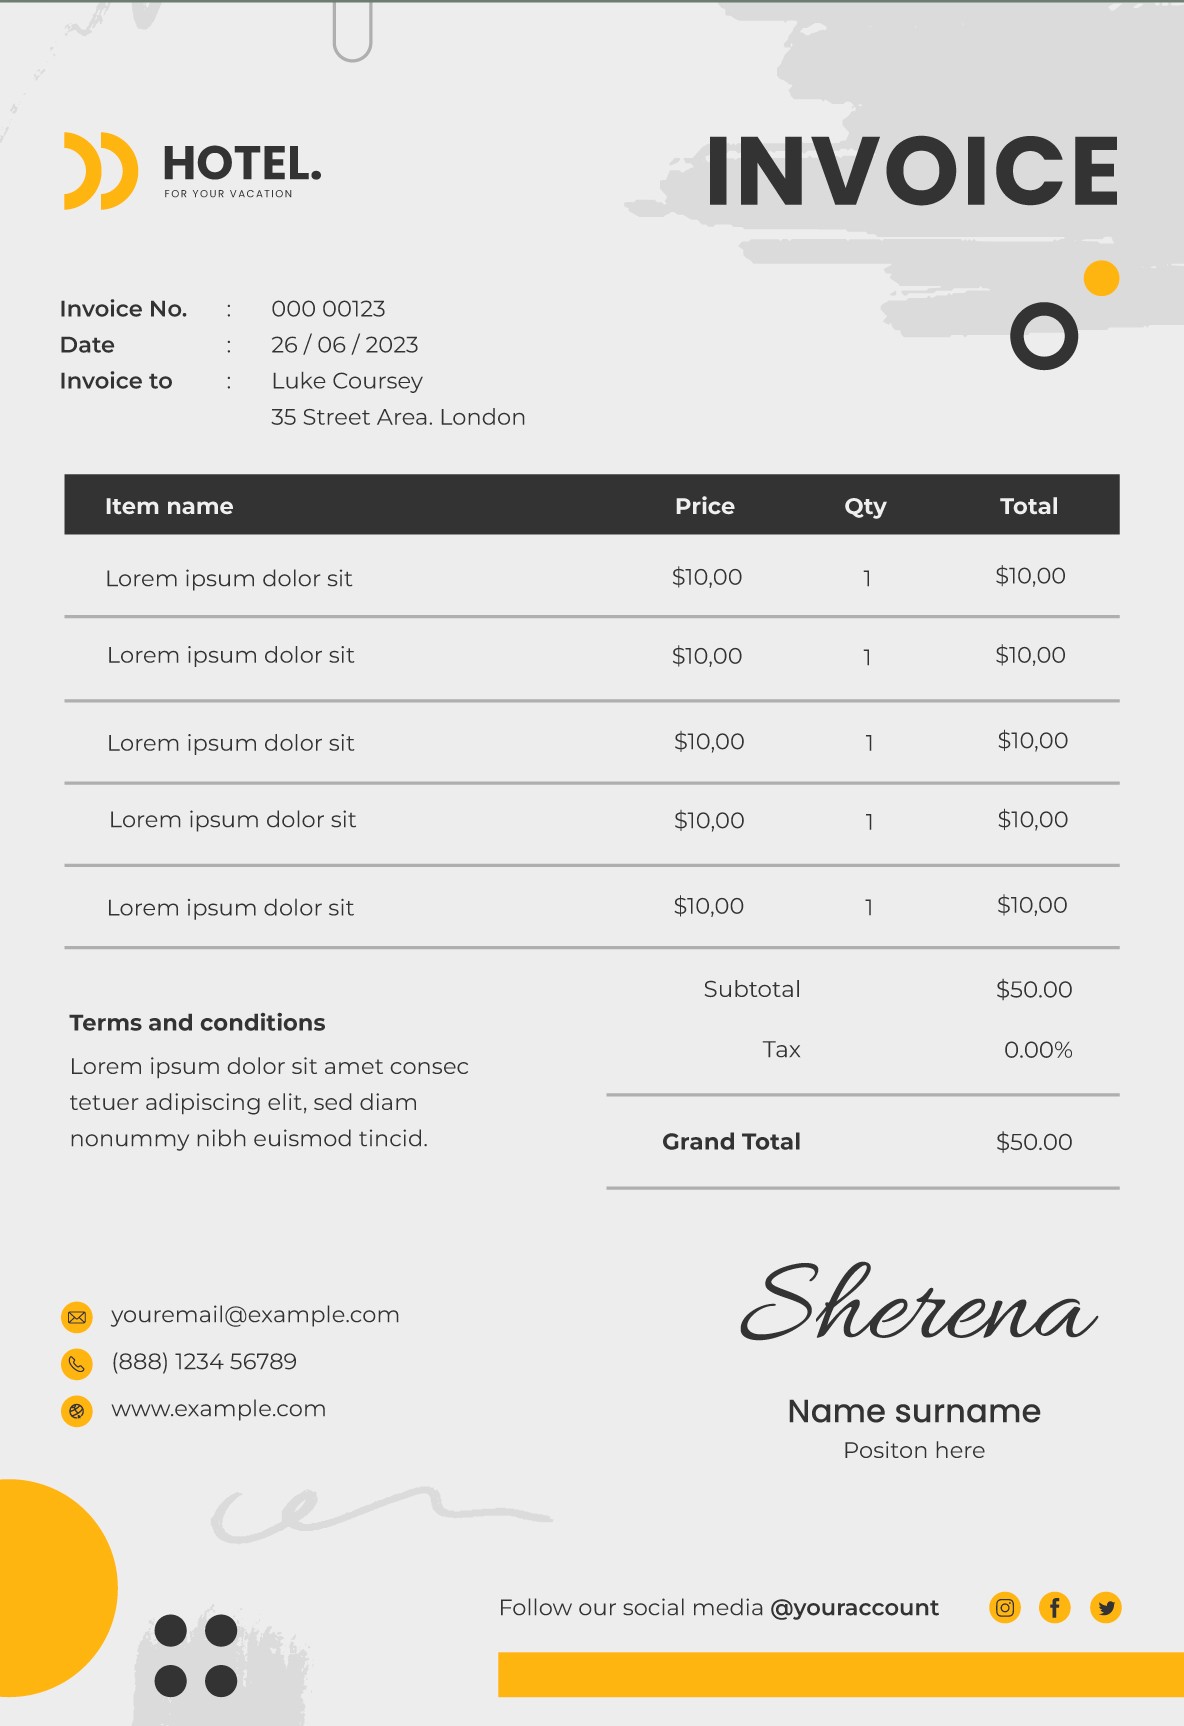 HOTEL.
FOR YOUR VACATION
INVOICE
Invoice No. : 000 00123
Date : 26 / 06 / 2023
Invoice to : Luke Coursey
35 Street Area. London
Item name Price Qty Total
Lorem ipsum dolor sit $10,00 1 $10,00
Lorem ipsum dolor sit $10,00 1 $10,00
Lorem ipsum dolor sit $10,00 1 $10,00
Lorem ipsum dolor sit $10,00 1 $10,00
Lorem ipsum dolor sit $10,00 1 $10,00
Subtotal $50.00
Tax 0.00%
Grand Total $50.00
Terms and conditions
Lorem ipsum dolor sit amet consec
tetuer adipiscing elit, sed diam
nonummy nibh euismod tincid.
youremail@example.com
(888) 1234 56789
www.example.com
Sherena
Name surname
Positon here
Follow our social media @youraccount